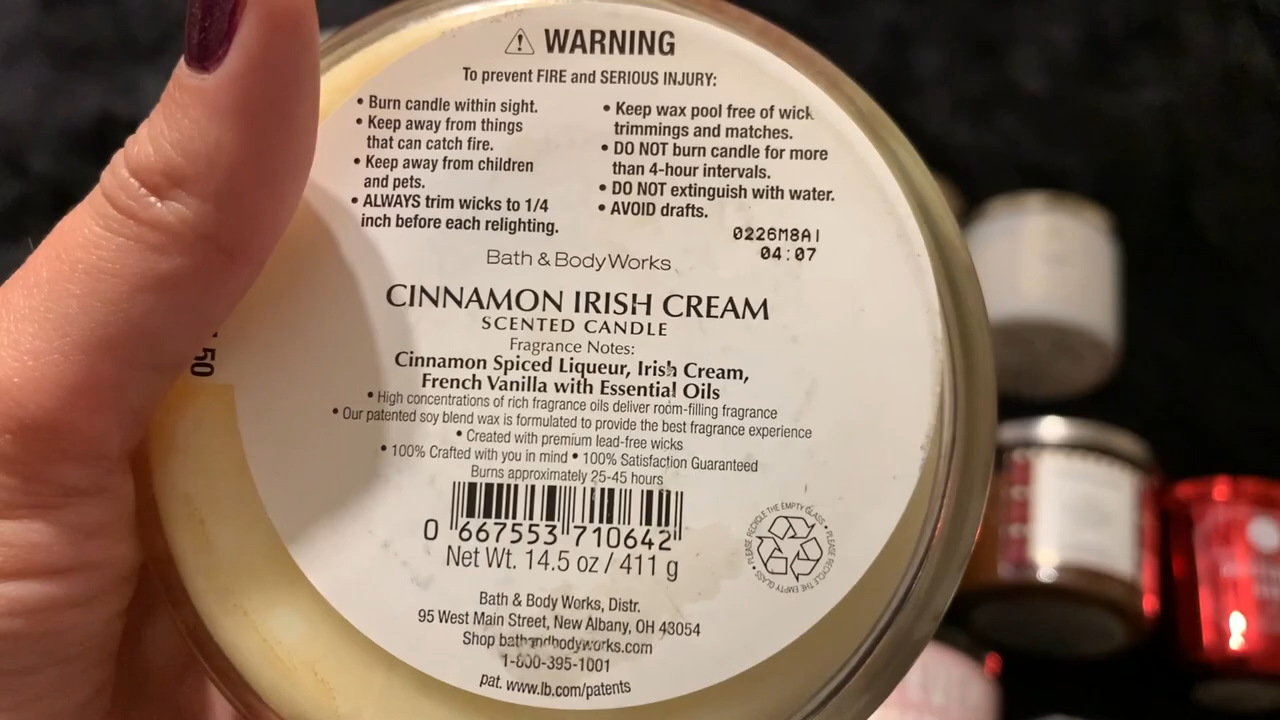 ⚠ WARNING
To prevent FIRE and SERIOUS INJURY:
• Burn candle within sight.
• Keep away from things
that can catch fire.
• Keep away from children
and pets.
• ALWAYS trim wicks to 1/4
inch before each relighting.
• Keep wax pool free of wick
trimmings and matches.
• DO NOT burn candle for more
than 4-hour intervals.
• DO NOT extinguish with water.
• AVOID drafts.
0226M8A1
04:07
Bath & Body Works
CINNAMON IRISH CREAM
SCENTED CANDLE
Fragrance Notes:
Cinnamon Spiced Liqueur, Irish Cream,
French Vanilla with Essential Oils
• High concentrations of rich fragrance oils deliver room-filling fragrance
• Our patented soy blend wax is formulated to provide the best fragrance experience
• Created with premium lead-free wicks
• 100% Crafted with you in mind • 100% Satisfaction Guaranteed
Burns approximately 25-45 hours
0 667553 710642
Net Wt. 14.5 oz / 411 g
PLEASE RECYCLE THE EMPTY GLASS • PLEASE RECYCLE THE EMPTY GLASS •
Bath & Body Works, Distr.
95 West Main Street, New Albany, OH 43054
Shop bathandbodyworks.com
1-800-395-1001
pat. www.lb.com/patents
50